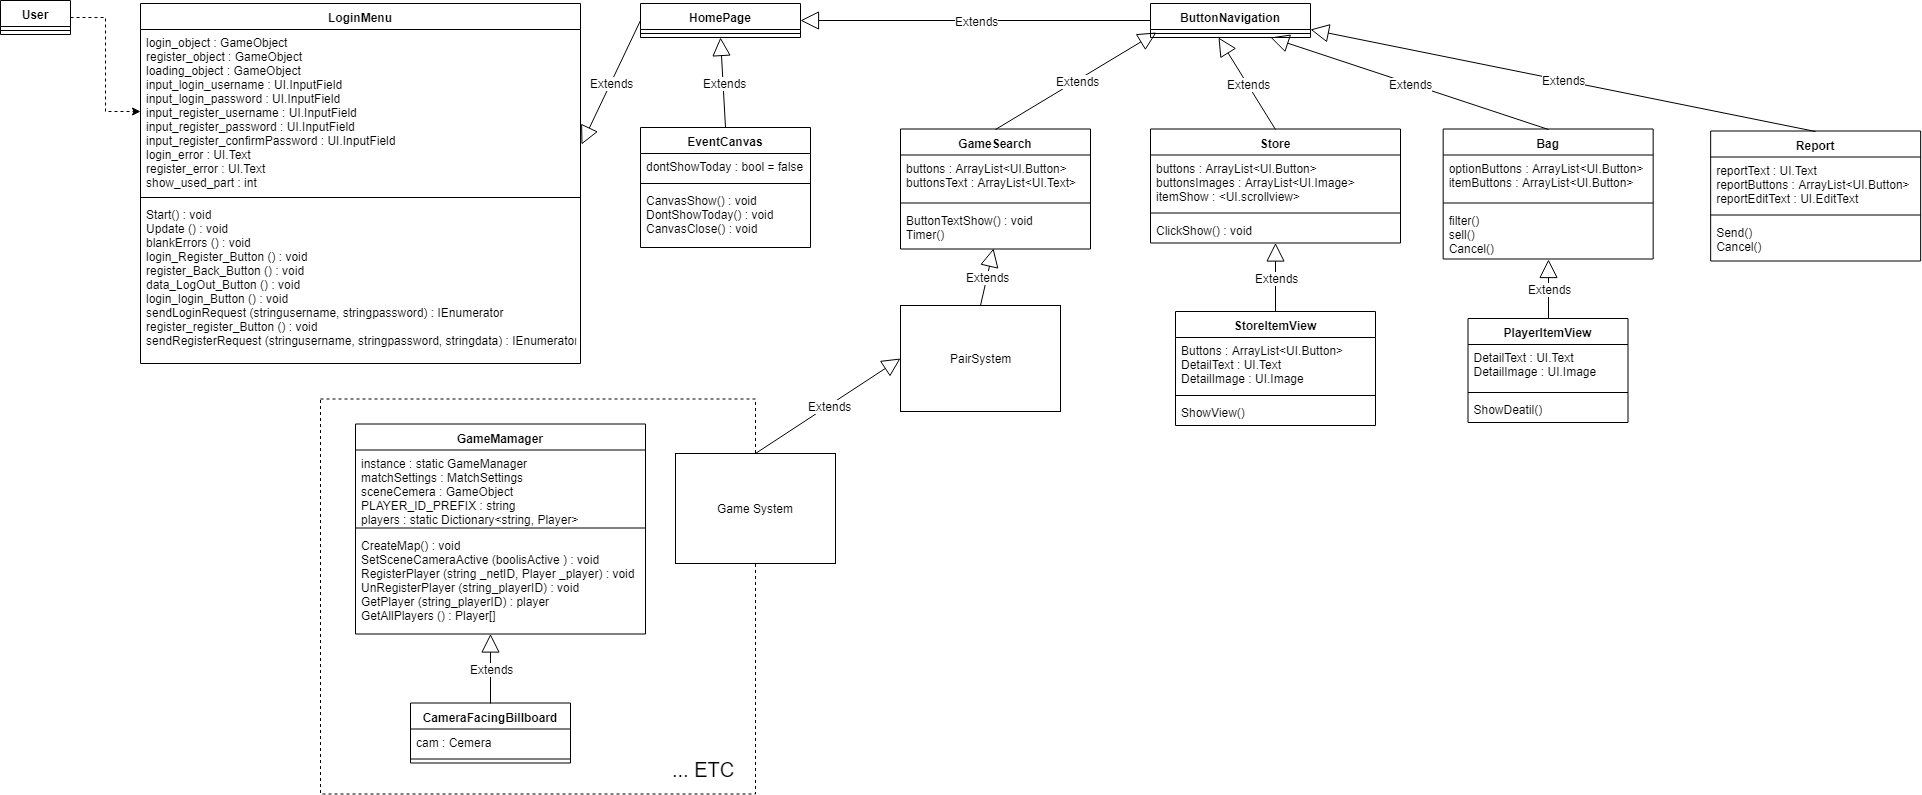 User
LoginMenu
login_object : GameObject
register_object : GameObject
loading_object : GameObject
input_login_username : UI.InputField
input_login_password : UI.InputField
input_register_username : UI.InputField
input_register_password : UI.InputField
input_register_confirmPassword : UI.InputField
login_error : UI.Text
register_error : UI.Text
show_used_part : int
Start() : void
Update () : void
blankErrors () : void
login_Register_Button () : void
register_Back_Button () : void
data_LogOut_Button () : void
login_login_Button () : void
sendLoginRequest (stringusername, stringpassword) : IEnumerator
register_register_Button () : void
sendRegisterRequest (stringusername, stringpassword, stringdata) : IEnumerator
Extends
HomePage
Extends
EventCanvas
dontShowToday : bool = false
CanvasShow() : void
DontShowToday() : void
CanvasClose() : void
Extends
ButtonNavigation
Extends
Extends
Extends
Extends
GameSearch
buttons : ArrayList<UI.Button>
buttonsText : ArrayList<UI.Text>
ButtonTextShow() : void
Timer()
Extends
PairSystem
Extends
Store
buttons : ArrayList<UI.Button>
buttonsImages : ArrayList<UI.Image>
itemShow : <UI.scrollview>
ClickShow() : void
Extends
StoreItemView
Buttons : ArrayList<UI.Button>
DetailText : UI.Text
DetailImage : UI.Image
ShowView()
Bag
optionButtons : ArrayList<UI.Button>
itemButtons : ArrayList<UI.Button>
filter()
sell()
Cancel()
Extends
PlayerItemView
DetailText : UI.Text
DetailImage : UI.Image
ShowDeatil()
Report
reportText : UI.Text
reportButtons : ArrayList<UI.Button>
reportEditText : UI.EditText
Send()
Cancel()
GameMamager
instance : static GameManager
matchSettings : MatchSettings
sceneCemera : GameObject
PLAYER_ID_PREFIX : string
players : static Dictionary<string, Player>
CreateMap() : void
SetSceneCameraActive (boolisActive ) : void
RegisterPlayer (string _netID, Player _player) : void
UnRegisterPlayer (string_playerID) : void
GetPlayer (string_playerID) : player
GetAllPlayers () : Player[]
Extends
CameraFacingBillboard
cam : Cemera
Game System
... ETC